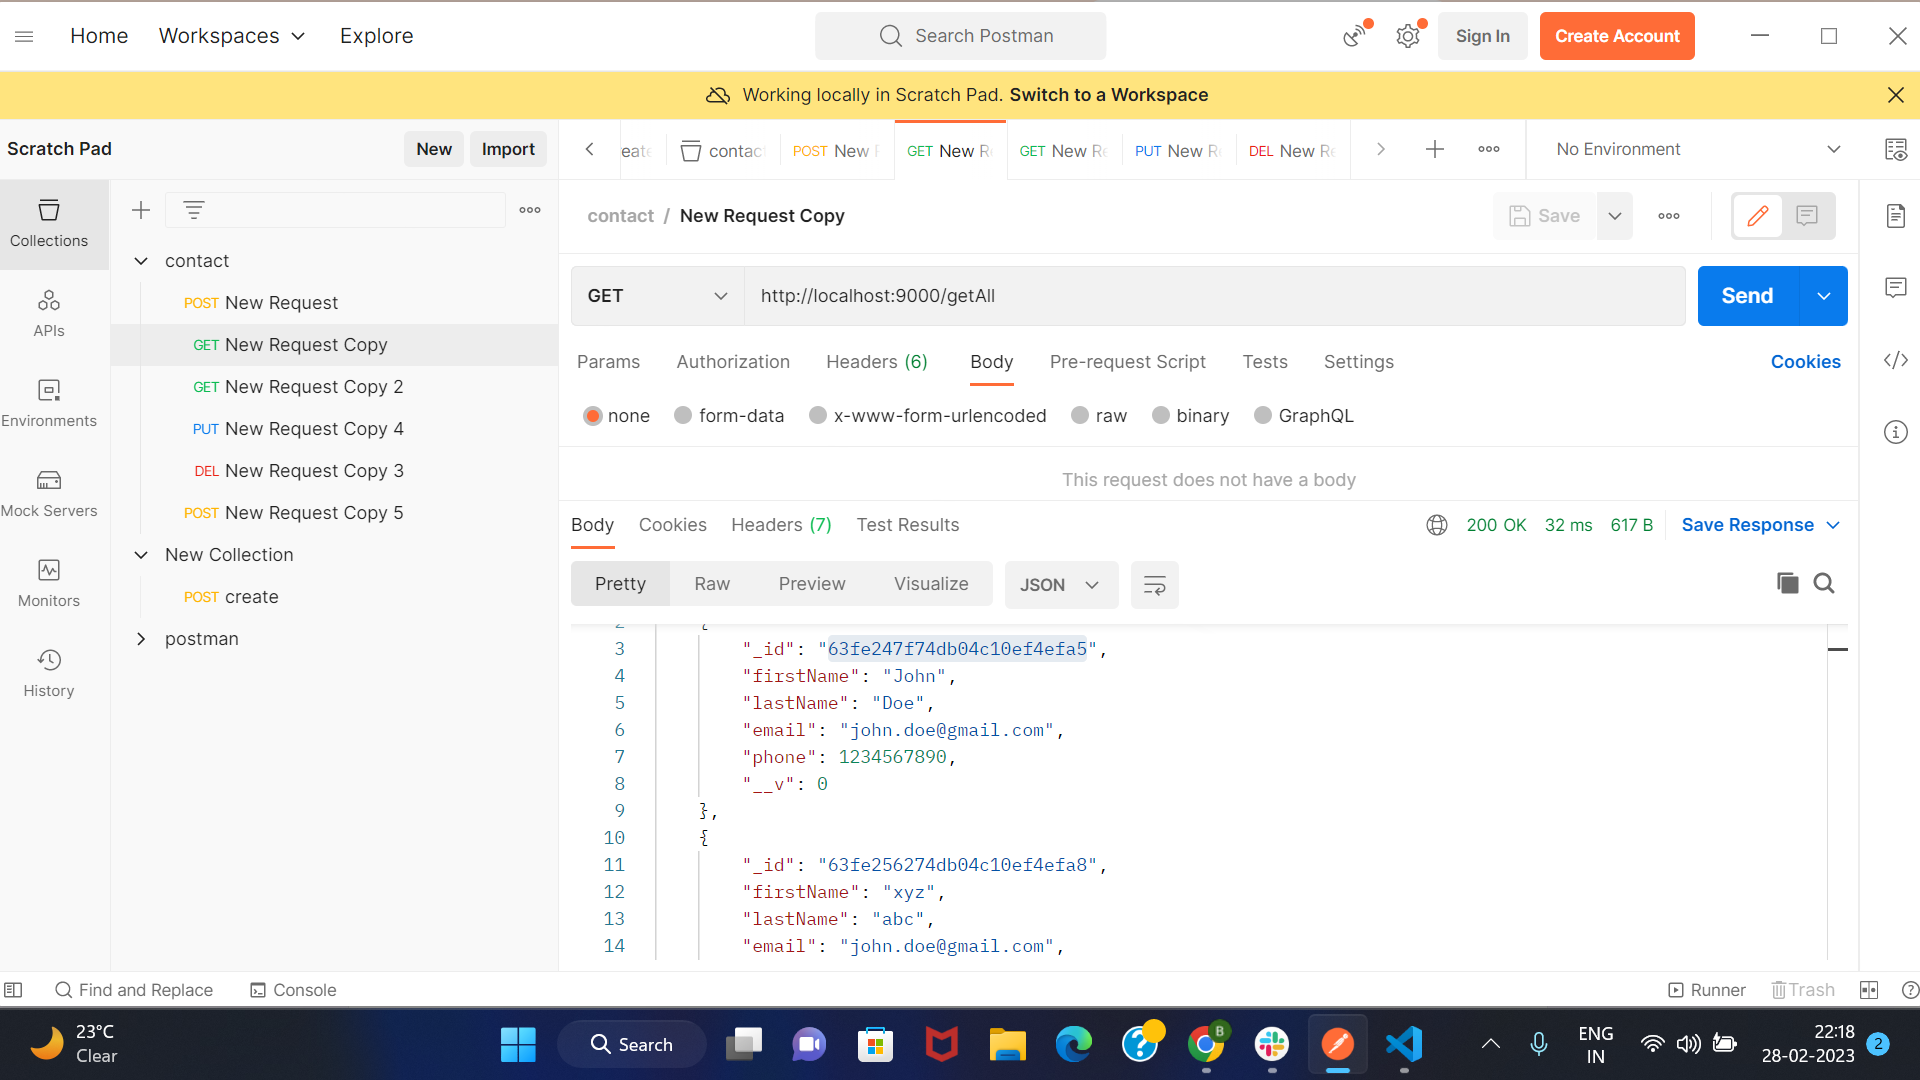 Home
Workspaces
Explore
Search Postman
Sign In
Create Account
Working locally in Scratch Pad. Switch to a Workspace
Scratch Pad
New
Import
eate
contac
POST New R
GET New R
GET New Re
PUT New Re
DEL New Re
No Environment
Collections
APIs
Environments
Mock Servers
Monitors
History
contact
POST New Request
GET New Request Copy
GET New Request Copy 2
PUT New Request Copy 4
DEL New Request Copy 3
POST New Request Copy 5
New Collection
POST create
postman
contact / New Request Copy
Save
GET
http://localhost:9000/getAll
Send
Params
Authorization
Headers (6)
Body
Pre-request Script
Tests
Settings
Cookies
none
form-data
x-www-form-urlencoded
raw
binary
GraphQL
This request does not have a body
Body
Cookies
Headers (7)
Test Results
200 OK
32 ms
617 B
Save Response
Pretty
Raw
Preview
Visualize
JSON
2 {
3 "_id": "63fe247f74db04c10ef4efa5",
4 "firstName": "John",
5 "lastName": "Doe",
6 "email": "john.doe@gmail.com",
7 "phone": 1234567890,
8 "__v": 0
9 },
10 {
11 "_id": "63fe256274db04c10ef4efa8",
12 "firstName": "xyz",
13 "lastName": "abc",
14 "email": "john.doe@gmail.com",
Find and Replace
Console
Runner
Trash
23°C
Clear
Search
B
ENG
IN
22:18
28-02-2023
2